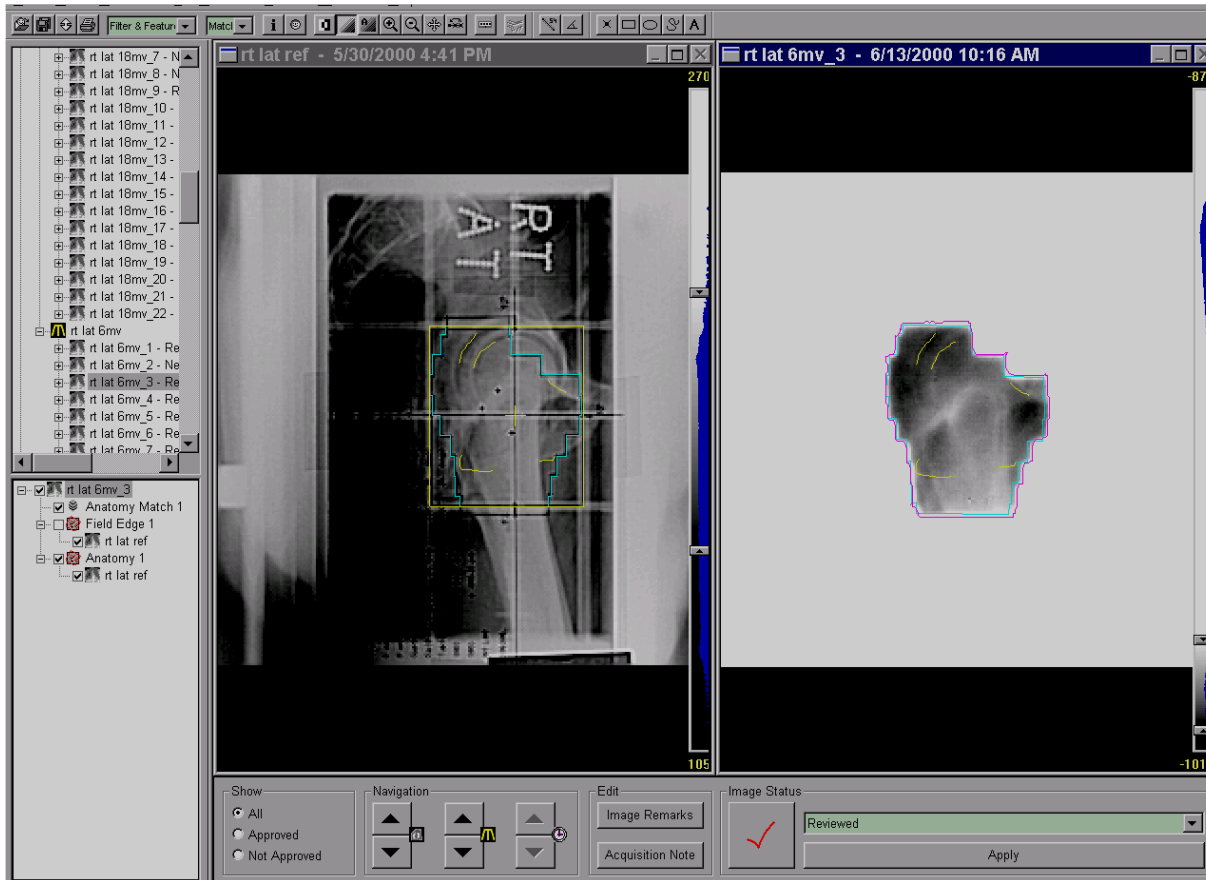 Filter & Featur
Matcl
i
A
rt lat 18mv_7 - N
rt lat 18mv_8 - N
rt lat 18mv_9 - R
rt lat 18mv_10 -
rt lat 18mv_11 -
rt lat 18mv_12 -
rt lat 18mv_13 -
rt lat 18mv_14 -
rt lat 18mv_15 -
rt lat 18mv_16 -
rt lat 18mv_17 -
rt lat 18mv_18 -
rt lat 18mv_19 -
rt lat 18mv_20 -
rt lat 18mv_21 -
rt lat 18mv_22 -
rt lat 6mv
rt lat 6mv_1 - Re
rt lat 6mv_2 - Ne
rt lat 6mv_3 - Re
rt lat 6mv_4 - Re
rt lat 6mv_5 - Re
rt lat 6mv_6 - Re
rt lat 6mv_7 - Re
rt lat 6mv_3
Anatomy Match 1
Field Edge 1
rt lat ref
Anatomy 1
rt lat ref
rt lat ref - 5/30/2000 4:41 PM
270
RT
AT
105
rt lat 6mv_3 - 6/13/2000 10:16 AM
-87
-101
Show
All
Approved
Not Approved
Navigation
Edit
Image Remarks
Acquisition Note
Image Status
Reviewed
Apply